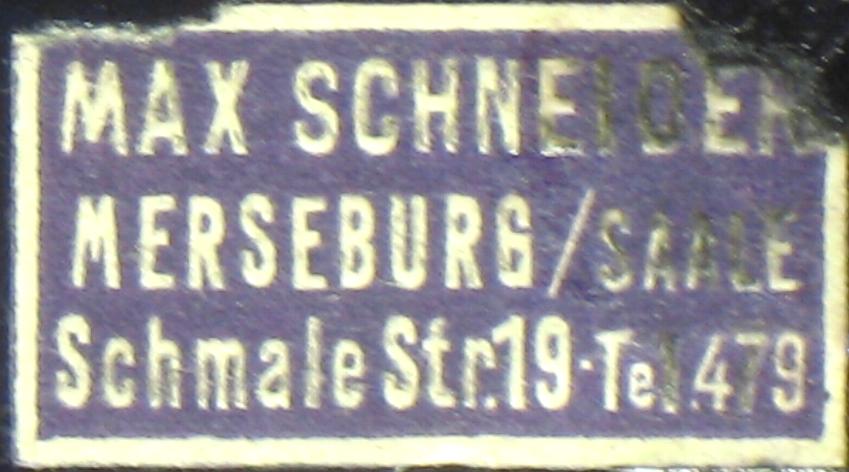 MAX SCHNEIDER
MERSEBURG/SAALE
Schmale Str. 19·Tel. 479